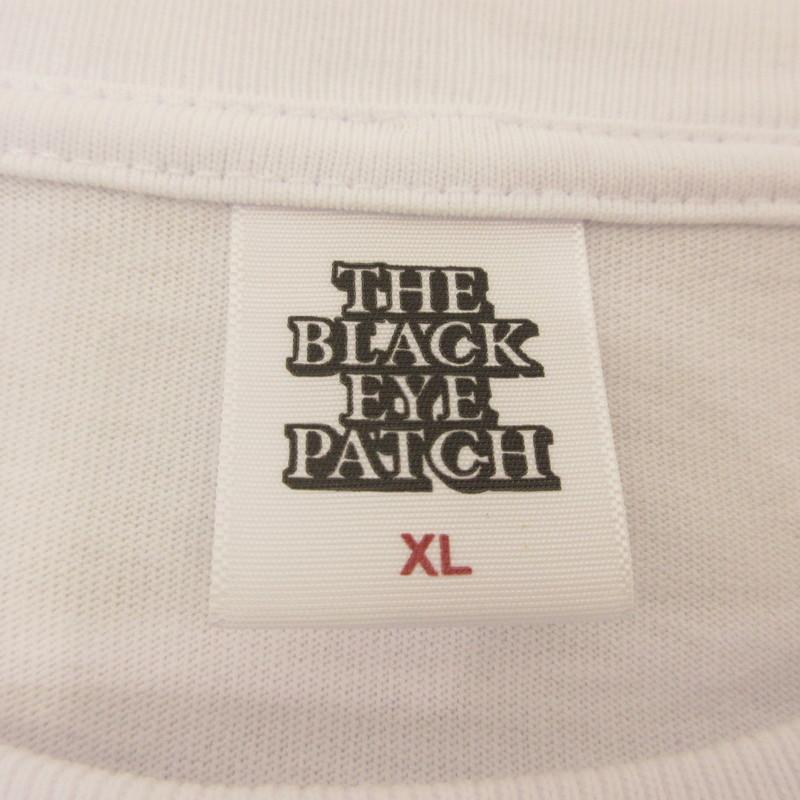 THE
BLACK
EYE
PATCH
XL